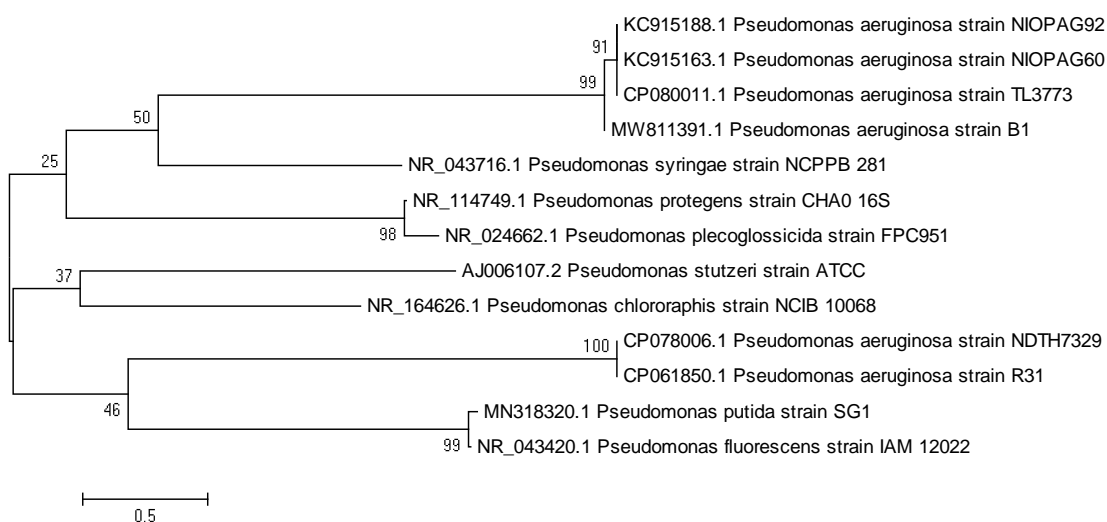 KC915188.1 Pseudomonas aeruginosa strain NIOPAG92
91
KC915163.1 Pseudomonas aeruginosa strain NIOPAG60
99
CP080011.1 Pseudomonas aeruginosa strain TL3773
50
MW811391.1 Pseudomonas aeruginosa strain B1
25
NR_043716.1 Pseudomonas syringae strain NCPPB 281
NR_114749.1 Pseudomonas protegens strain CHA0 16S
98
NR_024662.1 Pseudomonas plecoglossicida strain FPC951
37
AJ006107.2 Pseudomonas stutzeri strain ATCC
NR_164626.1 Pseudomonas chlororaphis strain NCIB 10068
100
CP078006.1 Pseudomonas aeruginosa strain NDTH7329
CP061850.1 Pseudomonas aeruginosa strain R31
46
MN318320.1 Pseudomonas putida strain SG1
99
NR_043420.1 Pseudomonas fluorescens strain IAM 12022
0.5